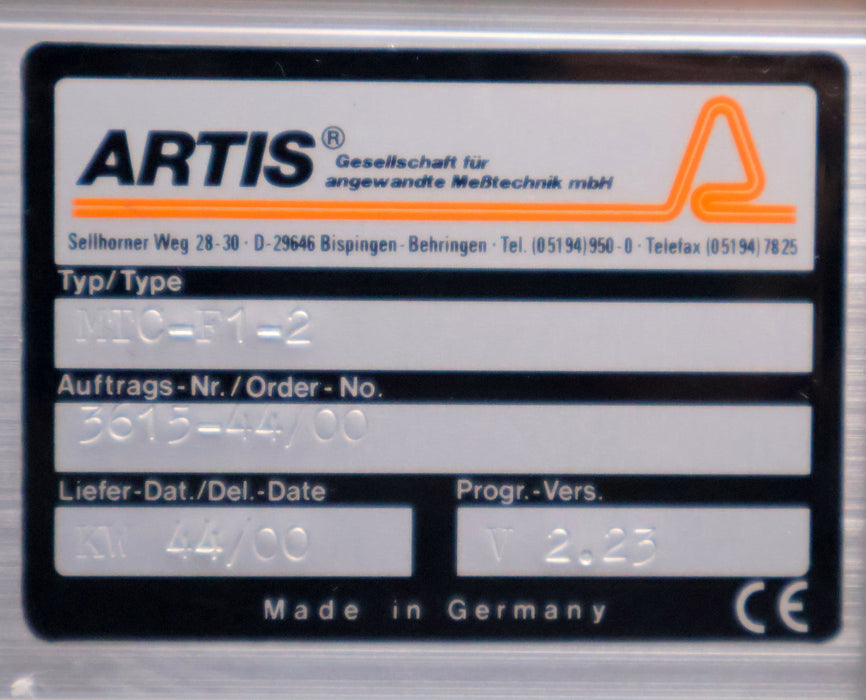 ARTIS®
Gesellschaft für
angewandte Meßtechnik mbH
Sellhorner Weg 28-30 · D-29646 Bispingen-Behringen · Tel. (05194) 950-0 · Telefax (05194) 7825
Typ/Type
MTC-F1-2
Auftrags-Nr./Order-No.
3613-44/00
Liefer-Dat./Del.-Date
Progr.-Vers.
KW 44/00
V 2.23
Made in Germany
CE